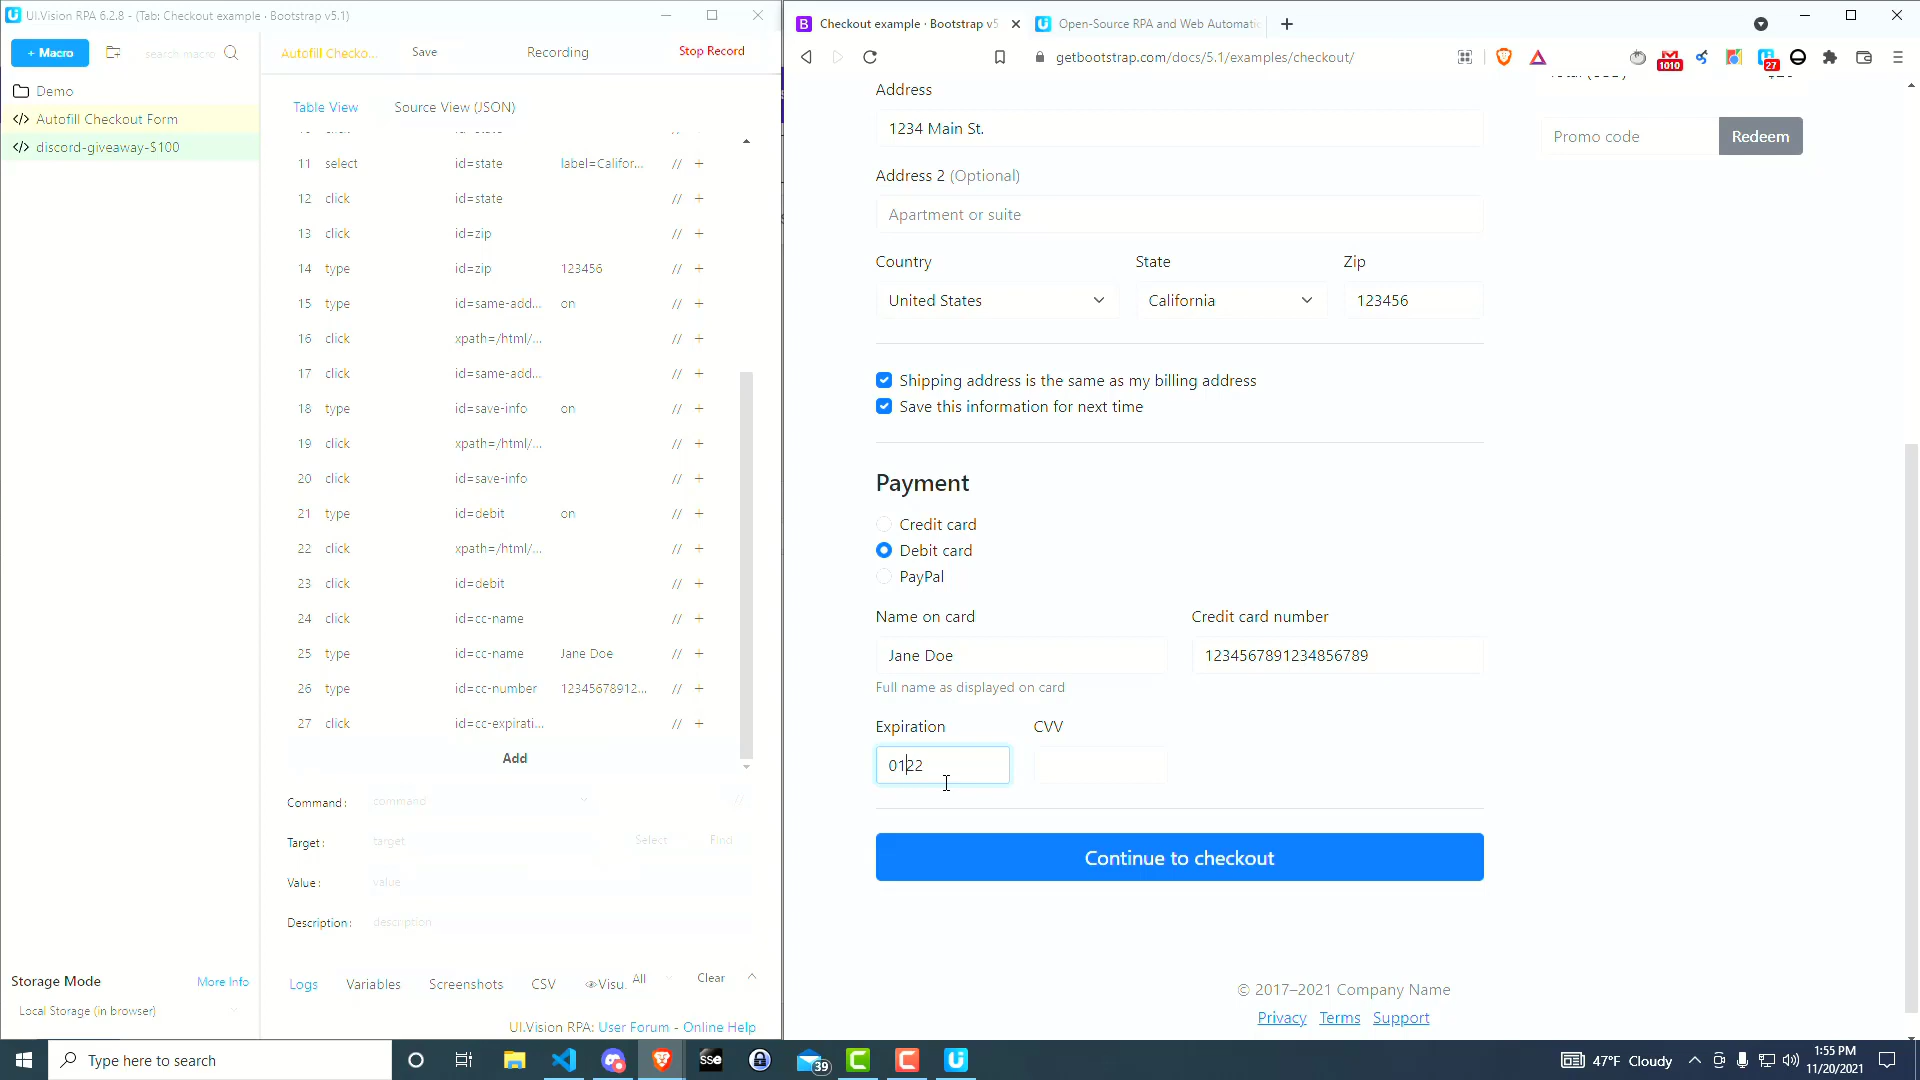 UI.Vision RPA 6.2.8 - (Tab: Checkout example · Bootstrap v5.1)
+ Macro
search macro
Autofill Checko...
Save
Recording
Stop Record
Demo
Autofill Checkout Form
discord-giveaway-$100
Table View
Source View (JSON)
11 select id=state label=Califor... // +
12 click id=state // +
13 click id=zip // +
14 type id=zip 123456 // +
15 type id=same-add... on // +
16 click xpath=/html/... // +
17 click id=same-add... // +
18 type id=save-info on // +
19 click xpath=/html/... // +
20 click id=save-info // +
21 type id=debit on // +
22 click xpath=/html/... // +
23 click id=debit // +
24 click id=cc-name // +
25 type id=cc-name Jane Doe // +
26 type id=cc-number 12345678912... // +
27 click id=cc-expirati... // +
Add
Command: command //
Target: target Select Find
Value: value
Description: description
Logs Variables Screenshots CSV Visu. All Clear
UI.Vision RPA: User Forum - Online Help
Storage Mode More Info
Local Storage (in browser)
Checkout example · Bootstrap v5
Open-Source RPA and Web Automatio
getbootstrap.com/docs/5.1/examples/checkout/
1010
27
Address
1234 Main St.
Address 2 (Optional)
Apartment or suite
Country State Zip
United States California 123456
Shipping address is the same as my billing address
Save this information for next time
Payment
Credit card
Debit card
PayPal
Name on card Credit card number
Jane Doe 1234567891234856789
Full name as displayed on card
Expiration CVV
0122
Continue to checkout
© 2017–2021 Company Name
Privacy Terms Support
Promo code Redeem
Type here to search
SSe
39
47°F Cloudy
1:55 PM
11/20/2021